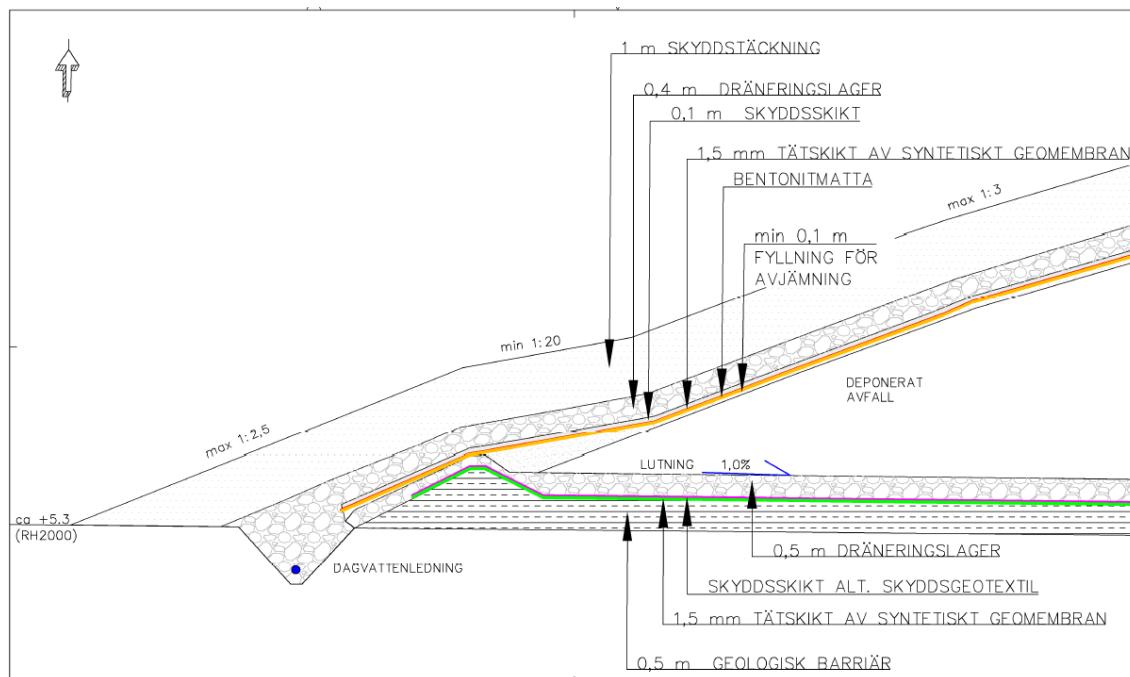 1 m SKYDDSTÄCKNING
0,4 m DRÄNERINGSLAGER
0,1 m SKYDDSSKIKT
1,5 mm TÄTSKIKT AV SYNTETISKT GEOMEMBRAN
BENTONITMATTA
max 1:3
min 0,1 m
FYLLNING FÖR
AVJÄMNING
min 1:20
DEPONERAT
AVFALL
max 1:2,5
LUTNING 1,0%
ca +5.3
(RH2000)
DAGVATTENLEDNING
0,5 m DRÄNERINGSLAGER
SKYDDSSKIKT ALT. SKYDDSGEOTEXTIL
1,5 mm TÄTSKIKT AV SYNTETISKT GEOMEMBRAN
0,5 m GEOLOGISK BARRIÄR